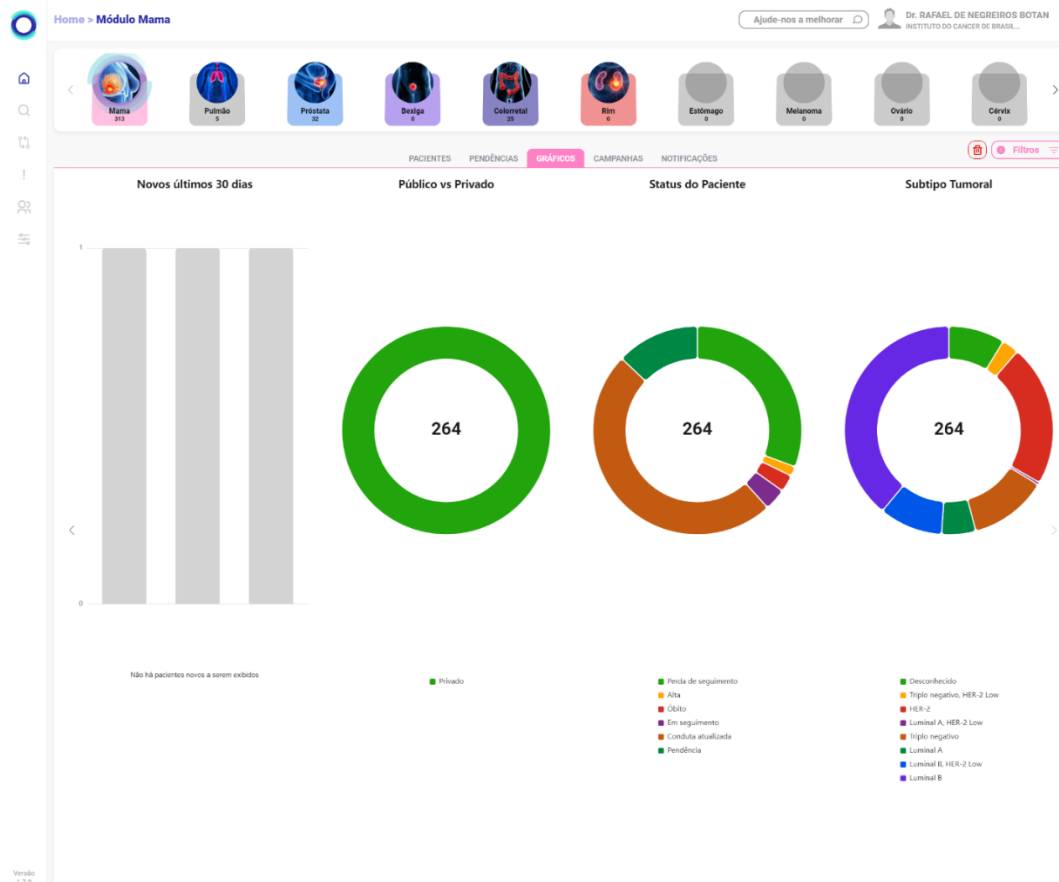 Home > Módulo Mama
Ajude-nos a melhorar
Dr. RAFAEL DE NEGREIROS BOTAN
INSTITUTO DO CANCER DE BRASIL...
Mama
313
Pulmão
5
Próstata
32
Bexiga
0
Colorretal
25
Rim
0
Estômago
0
Melanoma
0
Ovário
0
Cérvix
0
PACIENTES PENDÊNCIAS GRÁFICOS CAMPANHAS NOTIFICAÇÕES
Filtros
Novos últimos 30 dias
Público vs Privado
Status do Paciente
Subtipo Tumoral
1
0
264
264
264
Não há pacientes novos a serem exibidos
Privado
Perda de seguimento
Alta
Óbito
Em seguimento
Conduta atualizada
Pendência
Desconhecido
Triplo negativo, HER-2 Low
HER-2
Luminal A, HER-2 Low
Triplo negativo
Luminal A
Luminal B, HER-2 Low
Luminal B
Versão